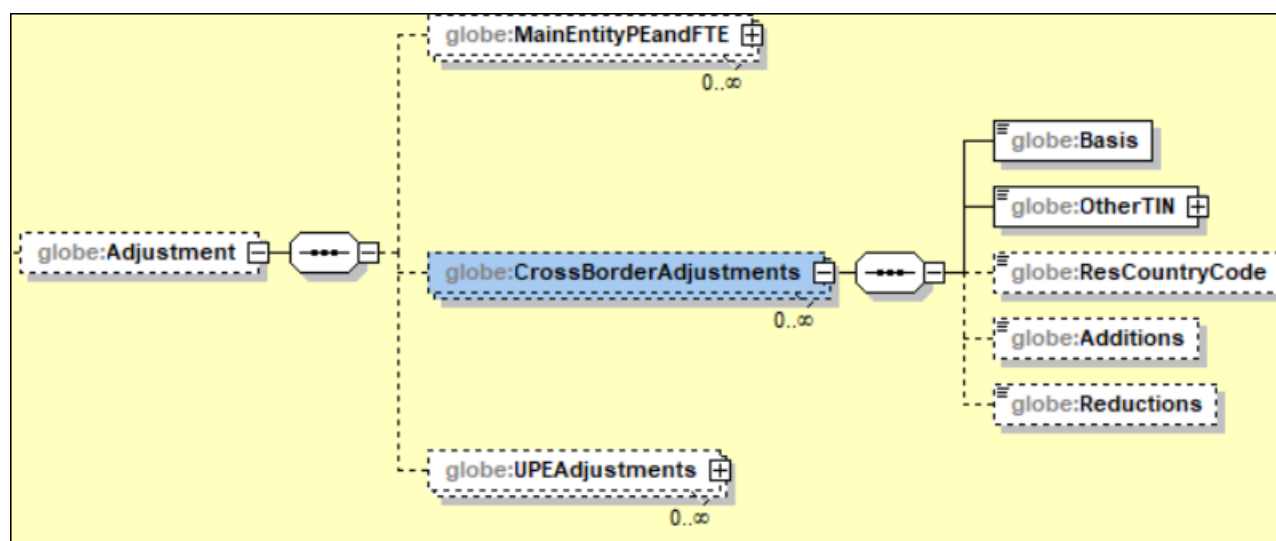 globe:MainEntityPEandFTE
0..∞
globe:Basis
globe:OtherTIN
globe:Adjustment
globe:CrossBorderAdjustments
globe:ResCountryCode
0..∞
globe:Additions
globe:Reductions
globe:UPEAdjustments
0..∞